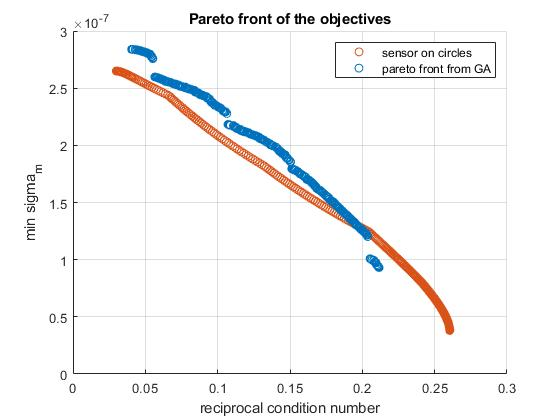 Pareto front of the objectives
×10⁻⁷
sensor on circles
pareto front from GA
3
2.5
2
1.5
1
0.5
0
min sigmaₘ
0 0.05 0.1 0.15 0.2 0.25 0.3
reciprocal condition number